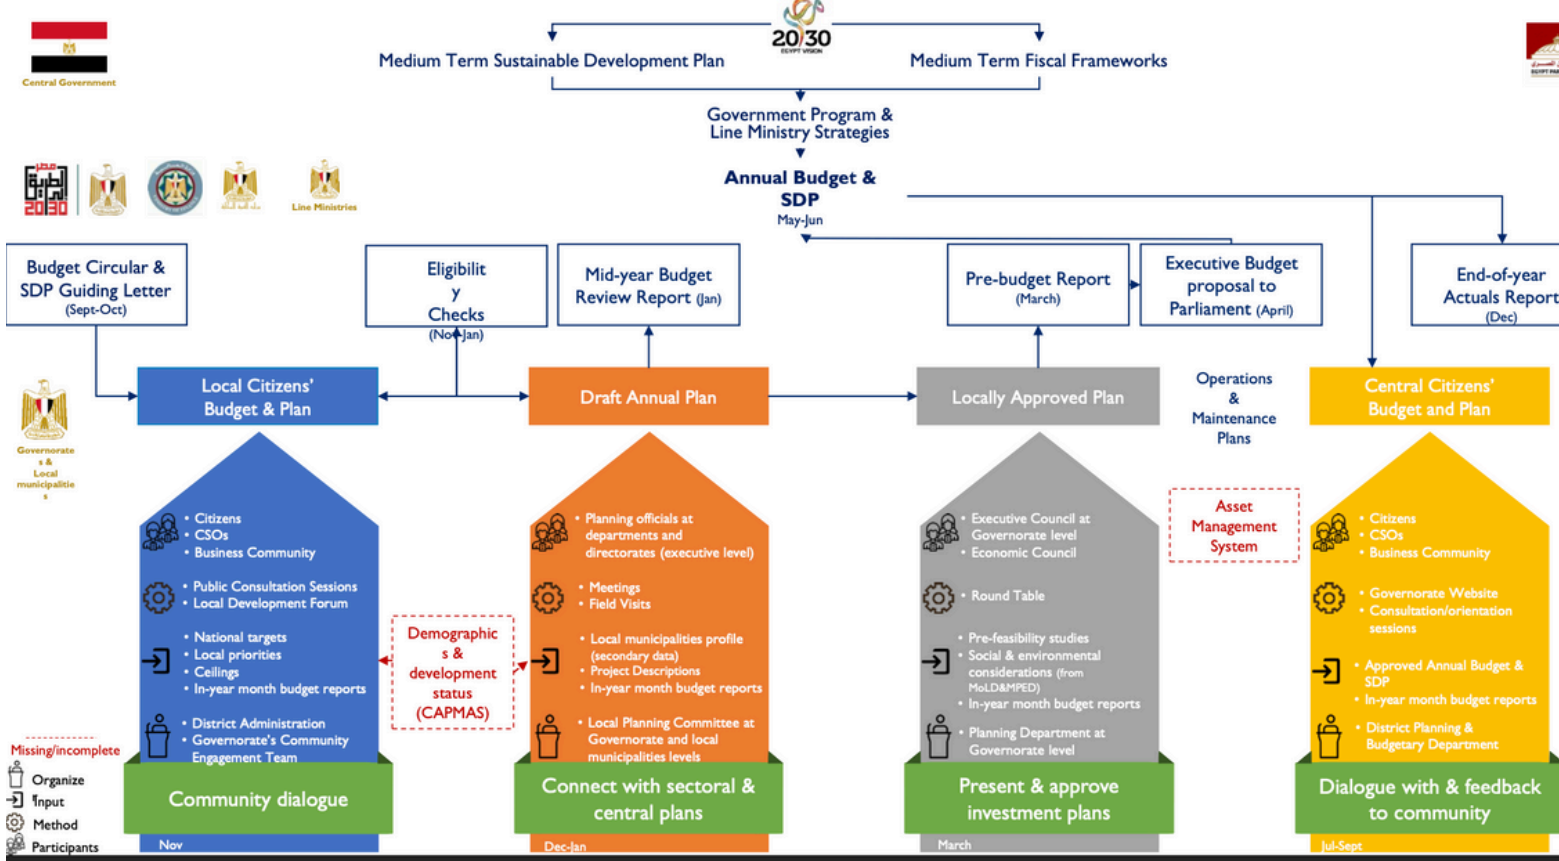 2030
EGYPT VISION
Central Government
Medium Term Sustainable Development Plan
Medium Term Fiscal Frameworks
Government Program &
Line Ministry Strategies
مصر
الطريق
20 30
Line Ministries
Annual Budget &
SDP
May-Jun
Budget Circular &
SDP Guiding Letter
(Sept-Oct)
Eligibilit
y
Checks
(Nov-Jan)
Mid-year Budget
Review Report (Jan)
Pre-budget Report
(March)
Executive Budget
proposal to
Parliament (April)
End-of-year
Actuals Report
(Dec)
Governorate
s &
Local
municipalitie
s
Local Citizens'
Budget & Plan
Draft Annual Plan
Locally Approved Plan
Operations
&
Maintenance
Plans
Central Citizens'
Budget and Plan
• Citizens
• CSOs
• Business Community
• Public Consultation Sessions
• Local Development Forum
• National targets
• Local priorities
• Ceilings
• In-year month budget reports
• District Administration
• Governorate's Community
Engagement Team
Community dialogue
Nov
Demographic
s &
development
status
(CAPMAS)
• Planning officials at
departments and
directorates (executive level)
• Meetings
• Field Visits
• Local municipalities profile
(secondary data)
• Project Descriptions
• In-year month budget reports
• Local Planning Committee at
Governorate and local
municipalities levels
Connect with sectoral &
central plans
Dec-Jan
• Executive Council at
Governorate level
• Economic Council
• Round Table
• Pre-feasibility studies
• Social & environmental
considerations (from
MoLD&MPED)
• In-year month budget reports
• Planning Department at
Governorate level
Present & approve
investment plans
March
Asset
Management
System
• Citizens
• CSOs
• Business Community
• Governorate Website
• Consultation/orientation
sessions
• Approved Annual Budget &
SDP
• In-year month budget reports
• District Planning &
Budgetary Department
Dialogue with & feedback
to community
Jul-Sept
Missing/incomplete
Organize
Input
Method
Participants